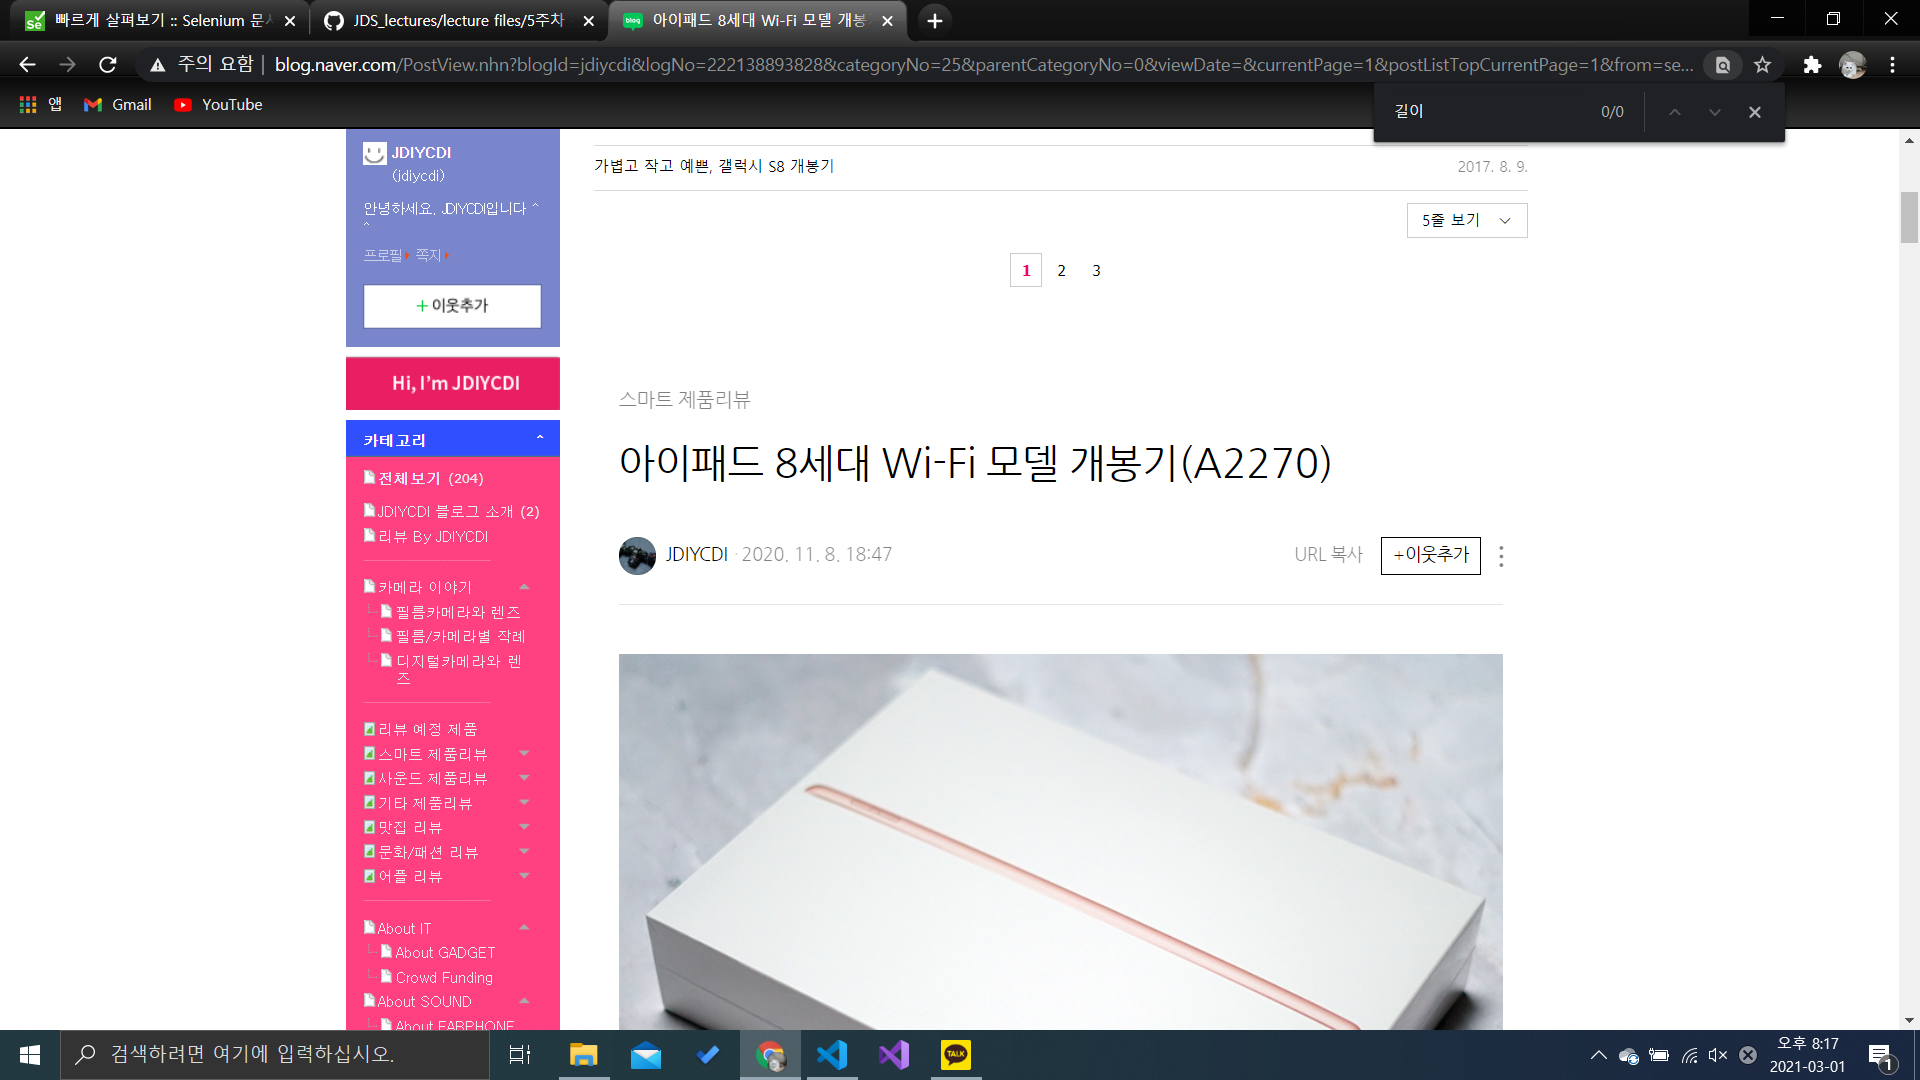 빠르게 살펴보기 :: Selenium 문서
JDS_lectures/lecture files/5주차
아이패드 8세대 Wi-Fi 모델 개봉
주의 요함
blog.naver.com/PostView.nhn?blogId=jdiycdi&logNo=222138893828&categoryNo=25&parentCategoryNo=0&viewDate=&currentPage=1&postListTopCurrentPage=1&from=se...
앱
Gmail
YouTube
길이
0/0
JDIYCDI
(jdiycdi)
안녕하세요. JDIYCDI입니다 ^
^
프로필 쪽지
+ 이웃추가
Hi, I'm JDIYCDI
카테고리
전체보기 (204)
JDIYCDI 블로그 소개 (2)
리뷰 By JDIYCDI
카메라 이야기
필름카메라와 렌즈
필름/카메라별 작례
디지털카메라와 렌
즈
리뷰 예정 제품
스마트 제품리뷰
사운드 제품리뷰
기타 제품리뷰
맛집 리뷰
문화/패션 리뷰
어플 리뷰
About IT
About GADGET
Crowd Funding
About SOUND
About EARPHONE
가볍고 작고 예쁜, 갤럭시 S8 개봉기
2017. 8. 9.
5줄 보기
1 2 3
스마트 제품리뷰
아이패드 8세대 Wi-Fi 모델 개봉기(A2270)
JDIYCDI · 2020. 11. 8. 18:47
URL 복사
+이웃추가
검색하려면 여기에 입력하십시오.
TALK
오후 8:17
2021-03-01
1